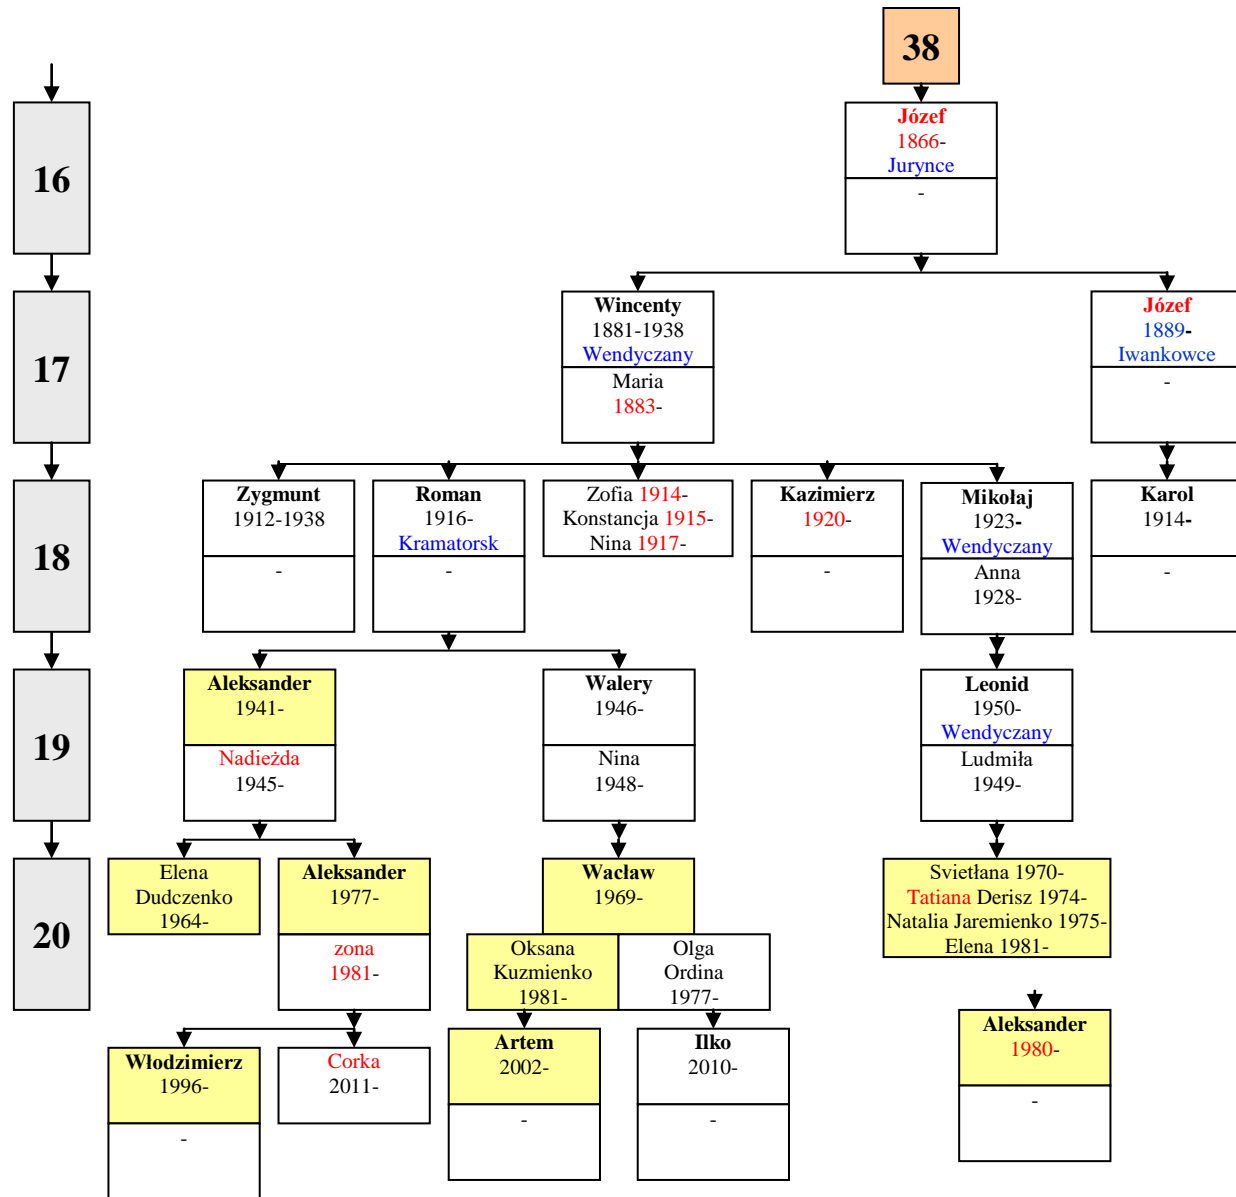 38
16
Józef
1866-
Jurynce
-
17
Wincenty
1881-1938
Wendyczany
Maria
1883-
Józef
1889-
Iwankowce
-
18
Zygmunt
1912-1938
-
Roman
1916-
Kramatorsk
-
Zofia 1914-
Konstancja 1915-
Nina 1917-
Kazimierz
1920-
-
Mikołaj
1923-
Wendyczany
Anna
1928-
Karol
1914-
-
19
Aleksander
1941-
Nadieżda
1945-
Walery
1946-
Nina
1948-
Leonid
1950-
Wendyczany
Ludmiła
1949-
20
Elena
Dudczenko
1964-
Aleksander
1977-
zona
1981-
Wacław
1969-
Oksana
Kuzmienko
1981-
Olga
Ordina
1977-
Svietłana 1970-
Tatiana Derisz 1974-
Natalia Jaremienko 1975-
Elena 1981-
Włodzimierz
1996-
-
Corka
2011-
Artem
2002-
-
Ilko
2010-
-
Aleksander
1980-
-